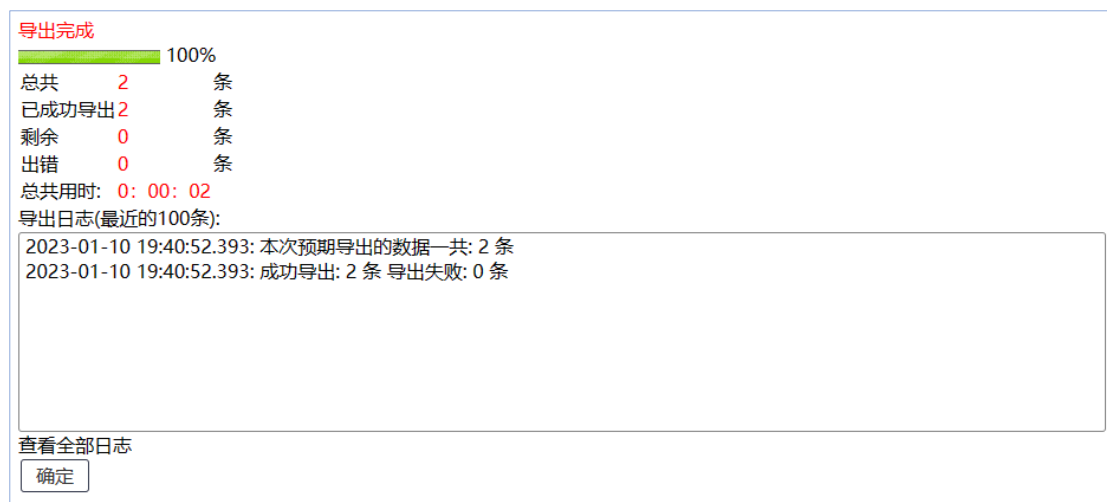 导出完成
100%
总共 2 条
已成功导出 2 条
剩余 0 条
出错 0 条
总共用时: 0：00：02
导出日志(最近的100条):
2023-01-10 19:40:52.393: 本次预期导出的数据一共: 2 条
2023-01-10 19:40:52.393: 成功导出: 2 条 导出失败: 0 条
查看全部日志
确定